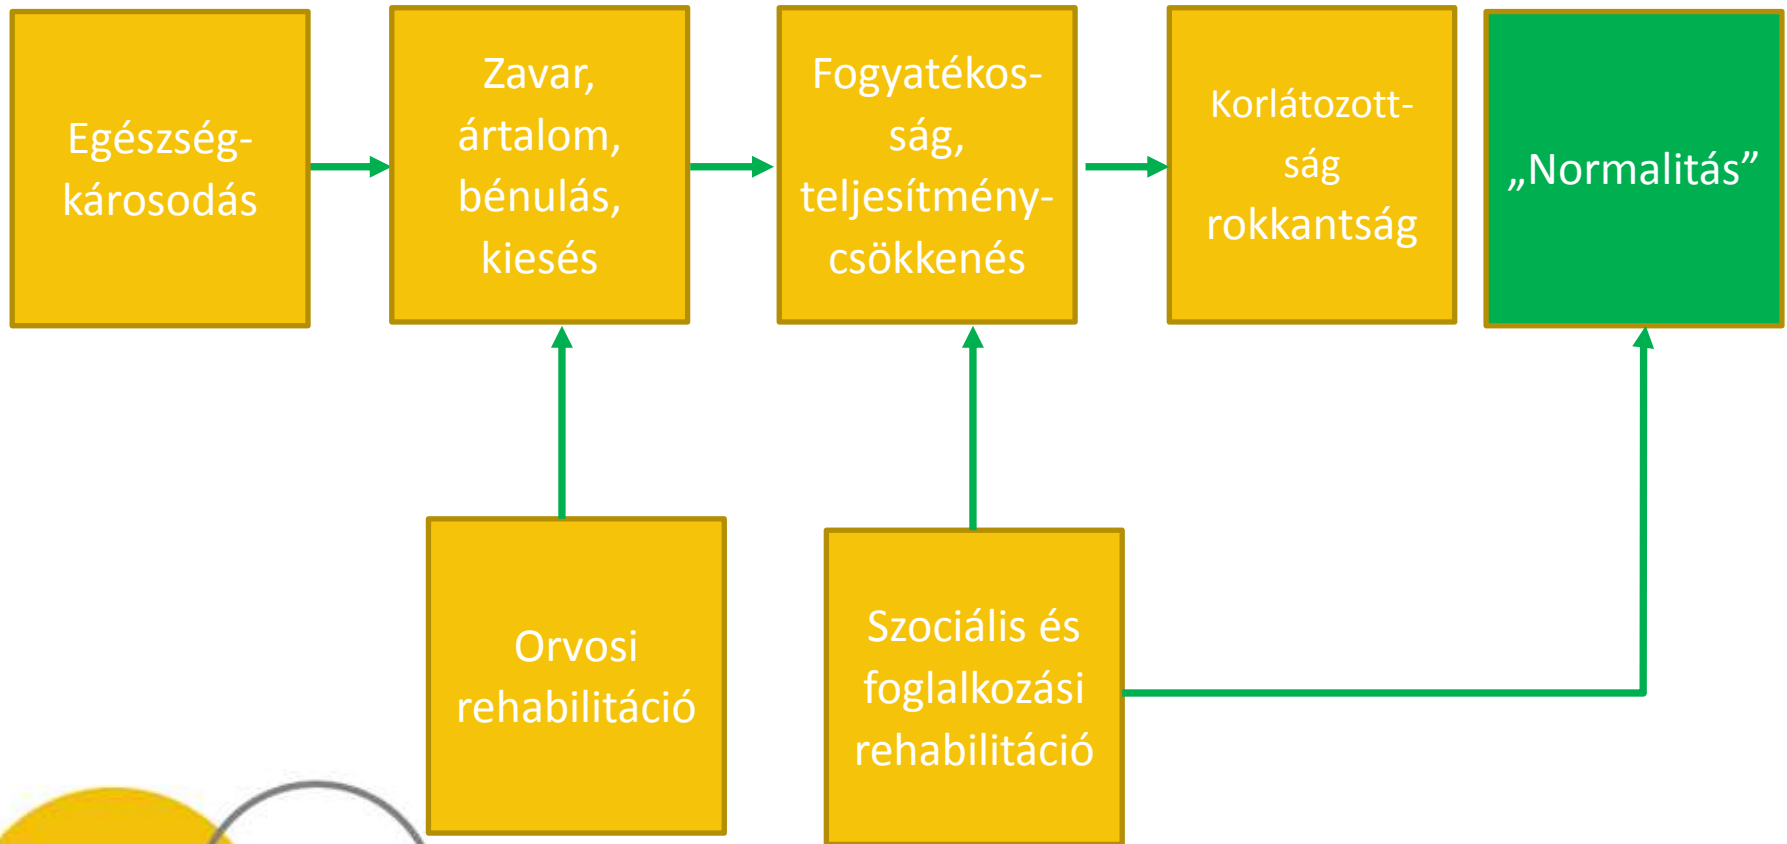 Egészség-
károsodás
Zavar,
ártalom,
bénulás,
kiesés
Fogyatékos-
ság,
teljesítmény-
csökkenés
Korlátozott-
ság
rokkantság
„Normalitás”
Orvosi
rehabilitáció
Szociális és
foglalkozási
rehabilitáció